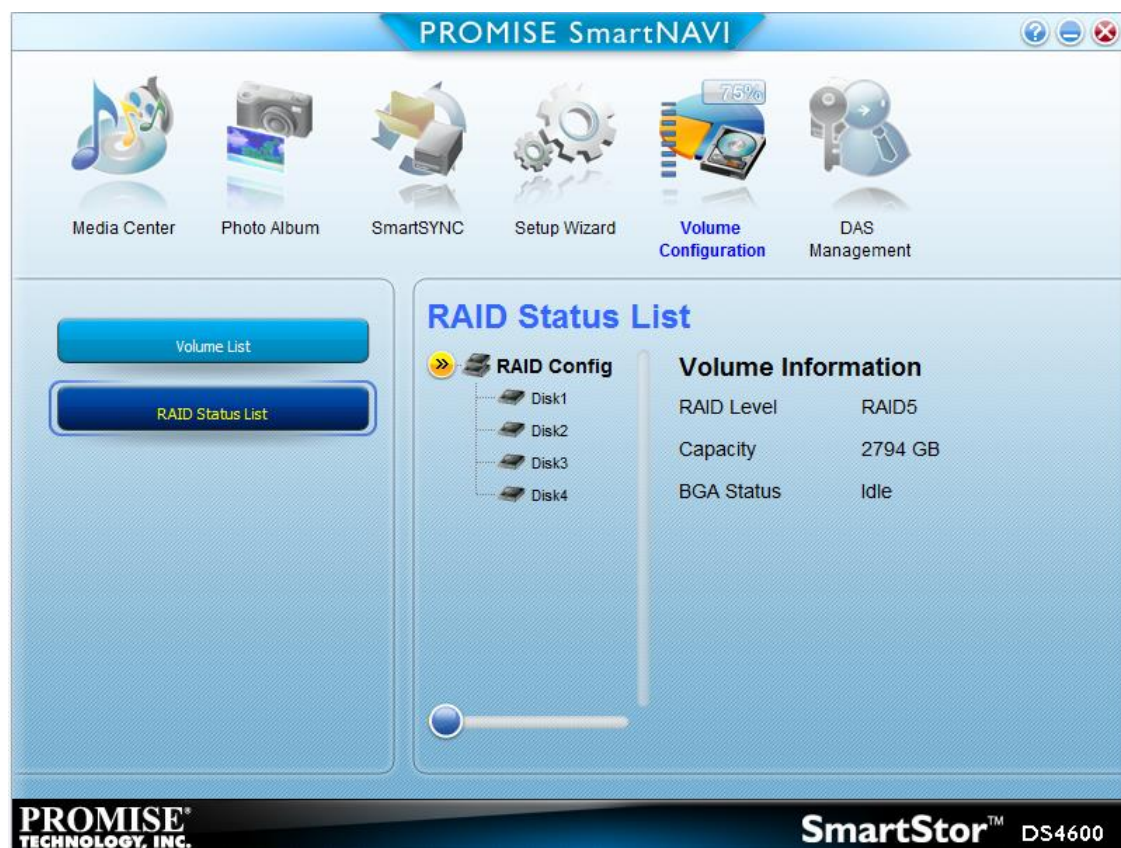 PROMISE SmartNAVI
75%
Media Center
Photo Album
SmartSYNC
Setup Wizard
Volume
Configuration
DAS
Management
Volume List
RAID Status List
RAID Status List
RAID Config
Disk1
Disk2
Disk3
Disk4
Volume Information
RAID Level RAID5
Capacity 2794 GB
BGA Status Idle
PROMISE®
TECHNOLOGY, INC.
SmartStor™ DS4600